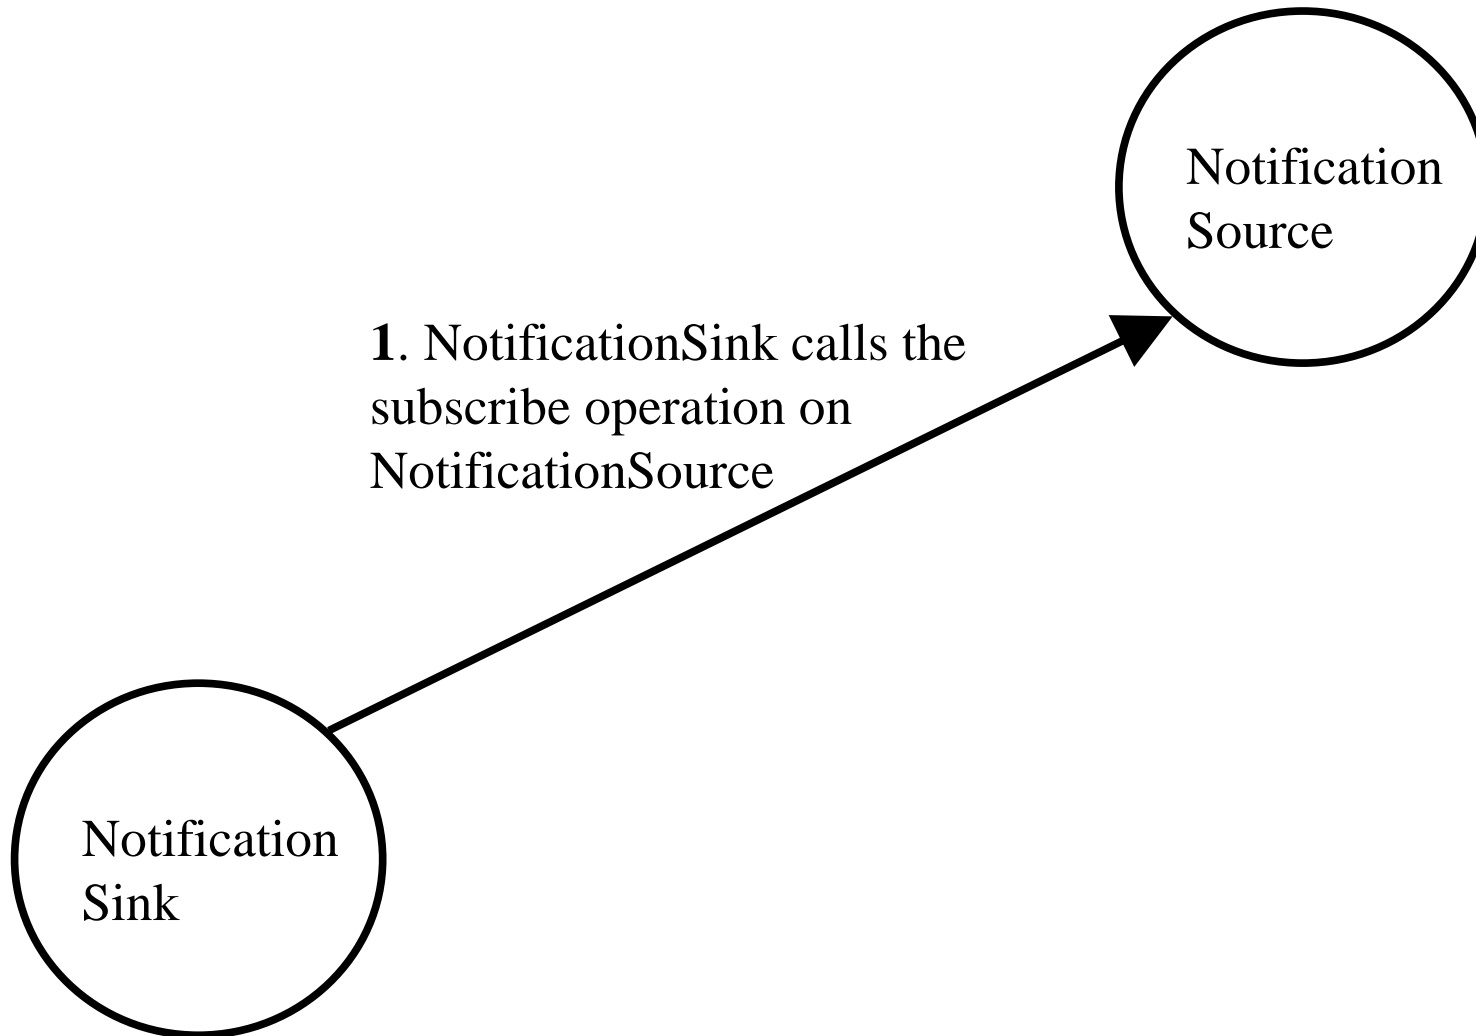 Notification
Source
1. NotificationSink calls the
subscribe operation on
NotificationSource
Notification
Sink